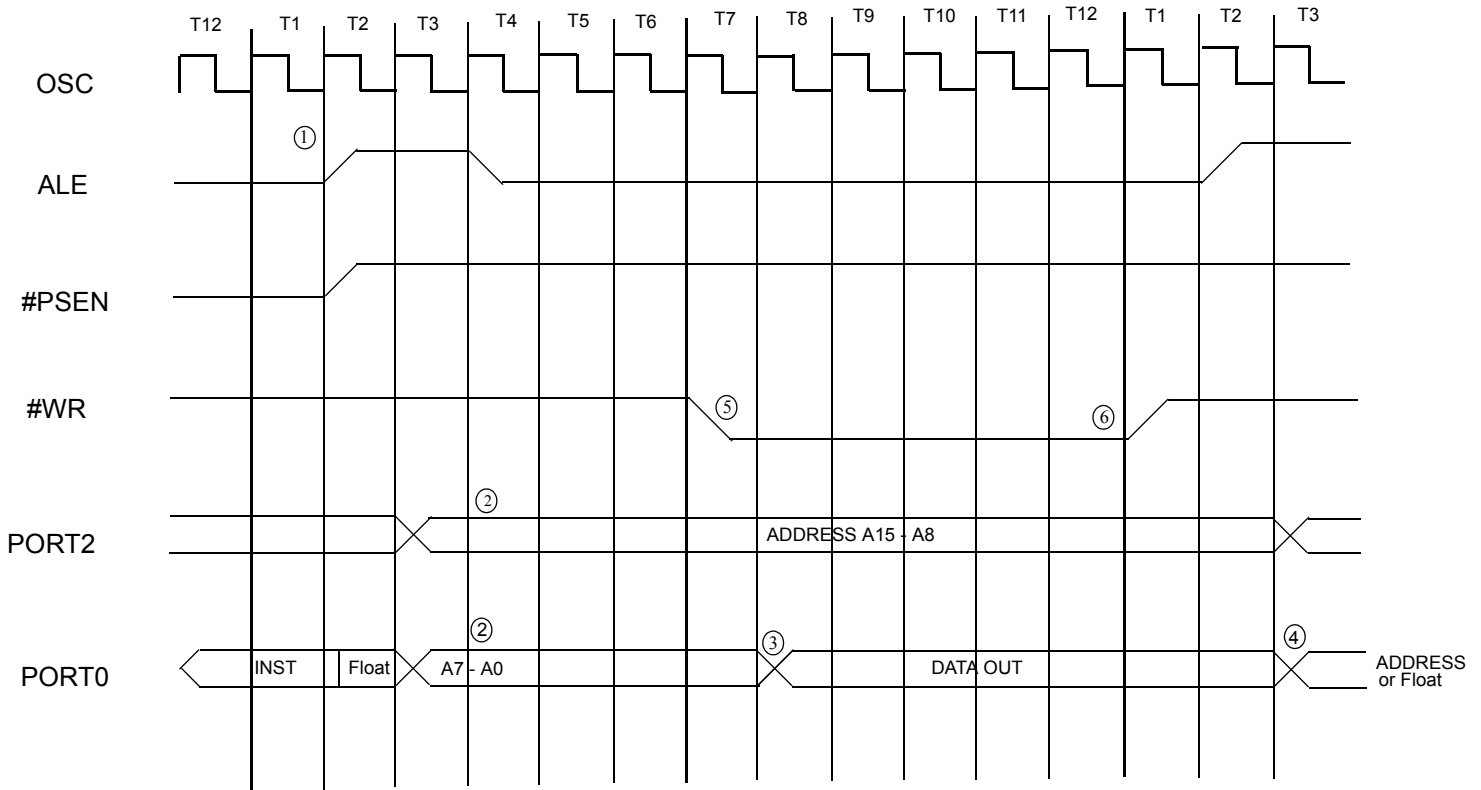 T12 T1 T2 T3 T4 T5 T6 T7 T8 T9 T10 T11 T12 T1 T2 T3
OSC
①
ALE
#PSEN
#WR
⑤
⑥
②
PORT2
ADDRESS A15 - A8
②
③
④
PORT0
INST
Float
A7 - A0
DATA OUT
ADDRESS
or Float